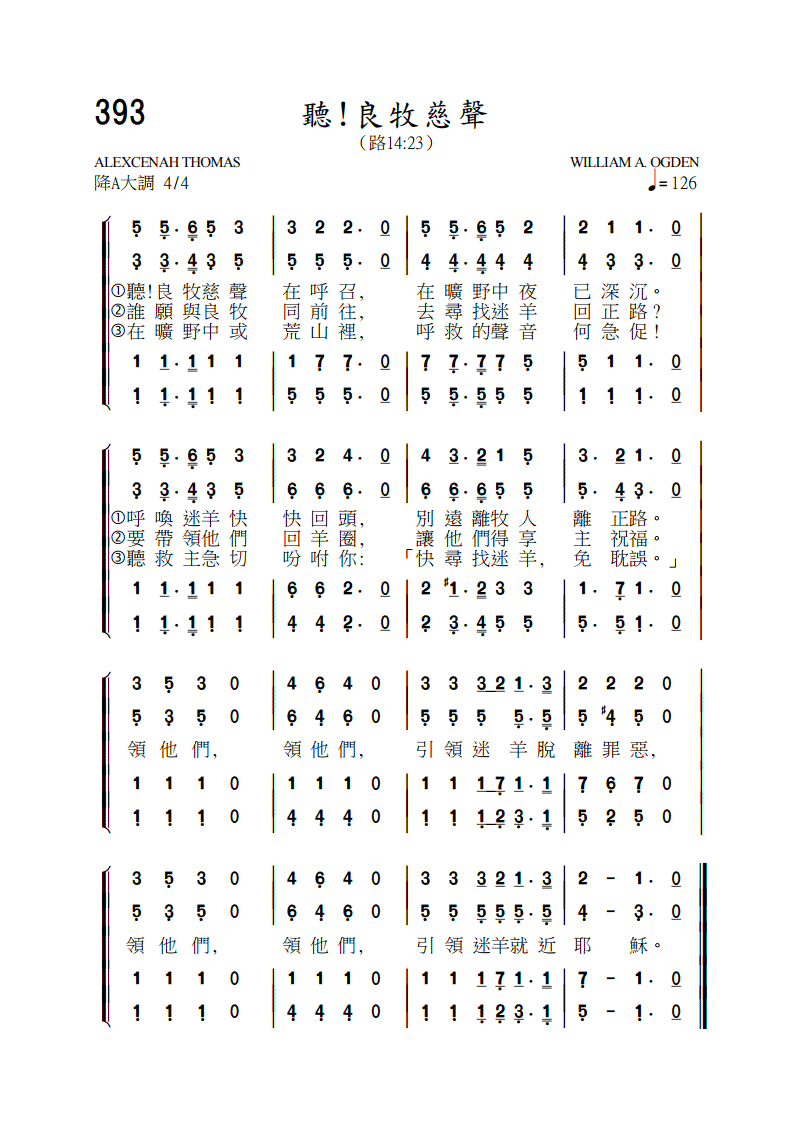 393
聽!良牧慈聲
（路14:23）
ALEXCENAH THOMAS
WILLIAM A. OGDEN
降A大調 4/4
♩= 126
5̣ 5̣. 6̣ 5̣ 3 | 3 2 2. 0 | 5̣ 5̣. 6̣ 5̣ 2 | 2 1 1. 0
3̣ 3̣. 4̣ 3̣ 5̣ | 5̣ 5̣ 5̣. 0 | 4̣ 4̣. 4̣ 4̣ 4̣ | 4̣ 3̣ 3̣. 0
①聽!良牧慈聲 在呼召, 在曠野中夜 已深沉。
②誰願與良牧 同前往, 去尋找迷羊 回正路?
③在曠野中或 荒山裡, 呼救的聲音 何急促!
1 1. 1 1 1 | 1 7̣ 7̣. 0 | 7̣ 7̣. 7̣ 7̣ 5̣ | 5̣ 1 1. 0
1̣ 1̣. 1̣ 1̣ 1̣ | 5̣ 5̣ 5̣. 0 | 5̣ 5̣. 5̣ 5̣ 5̣ | 1̣ 1̣ 1̣. 0
5̣ 5̣. 6̣ 5̣ 3 | 3 2 4. 0 | 4 3. 2 1 5̣ | 3. 2 1. 0
3̣ 3̣. 4̣ 3̣ 5̣ | 6̣ 6̣ 6̣. 0 | 6̣ 6̣. 6̣ 5̣ 5̣ | 5̣. 4̣ 3̣. 0
①呼喚迷羊快 快回頭, 別遠離牧人 離 正路。
②要帶領他們 回羊圈, 讓他們得享 主 祝福。
③聽救主急切 吩咐你: 「快尋找迷羊, 免 耽誤。」
1 1. 1 1 1 | 6̣ 6̣ 2. 0 | 2 ♯1. 2 3 3 | 1. 7̣ 1. 0
1̣ 1̣. 1̣ 1̣ 1̣ | 4̣ 4̣ 2̣. 0 | 2̣ 3̣. 4̣ 5̣ 5̣ | 5̣. 5̣ 1̣. 0
3 5̣ 3 0 | 4 6̣ 4 0 | 3 3 3 2 1. 3 | 2 2 2 0
5̣ 3̣ 5̣ 0 | 6̣ 4̣ 6̣ 0 | 5̣ 5̣ 5̣ 5̣. 5̣ | 5̣ ♯4̣ 5̣ 0
領他們, 領他們, 引領迷 羊脫 離罪惡,
1 1 1 0 | 1 1 1 0 | 1 1 1 7̣ 1. 1 | 7̣ 6̣ 7̣ 0
1̣ 1̣ 1̣ 0 | 4̣ 4̣ 4̣ 0 | 1̣ 1̣ 1̣ 2̣ 3̣. 1̣ | 5̣ 2̣ 5̣ 0
3 5̣ 3 0 | 4 6̣ 4 0 | 3 3 3 3 1. 3 | 2 - 1. 0
5̣ 3̣ 5̣ 0 | 6̣ 4̣ 6̣ 0 | 5̣ 5̣ 5̣ 5̣ 5̣. 5̣ | 4̣ - 3̣. 0
領他們, 領他們, 引領迷羊就近 耶 穌。
1 1 1 0 | 1 1 1 0 | 1 1 1 7̣ 1. 1 | 7̣ - 1. 0
1̣ 1̣ 1̣ 0 | 4̣ 4̣ 4̣ 0 | 1̣ 1̣ 1̣ 2̣ 3̣. 1̣ | 5̣ - 1̣. 0